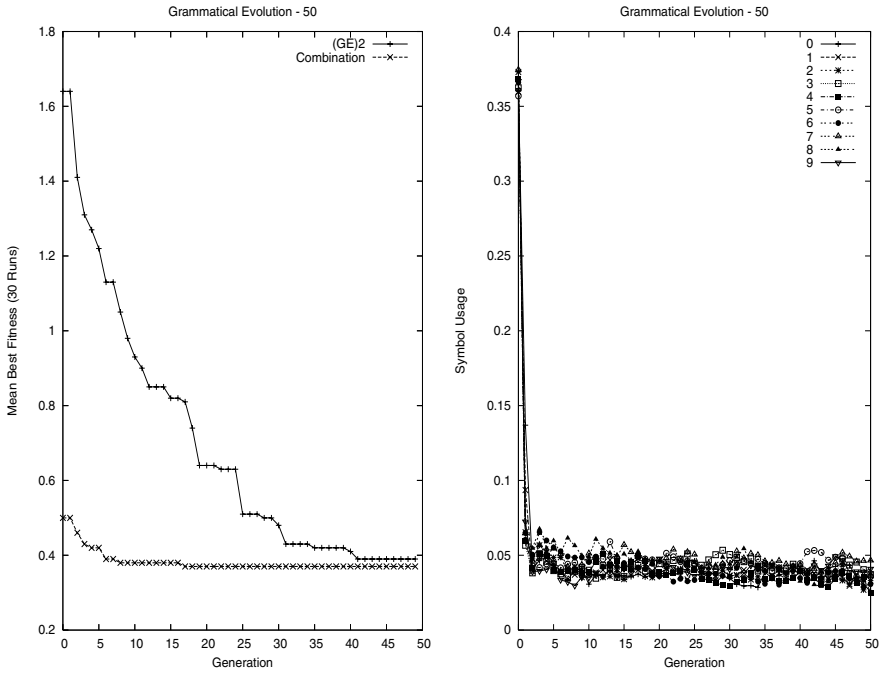 Grammatical Evolution - 50
1.8
1.6
1.4
1.2
1
0.8
0.6
0.4
0.2
0 5 10 15 20 25 30 35 40 45 50
Generation
Mean Best Fitness (30 Runs)
(GE)2
Combination
Grammatical Evolution - 50
0.4
0.35
0.3
0.25
0.2
0.15
0.1
0.05
0
0 5 10 15 20 25 30 35 40 45 50
Generation
Symbol Usage
0
1
2
3
4
5
6
7
8
9